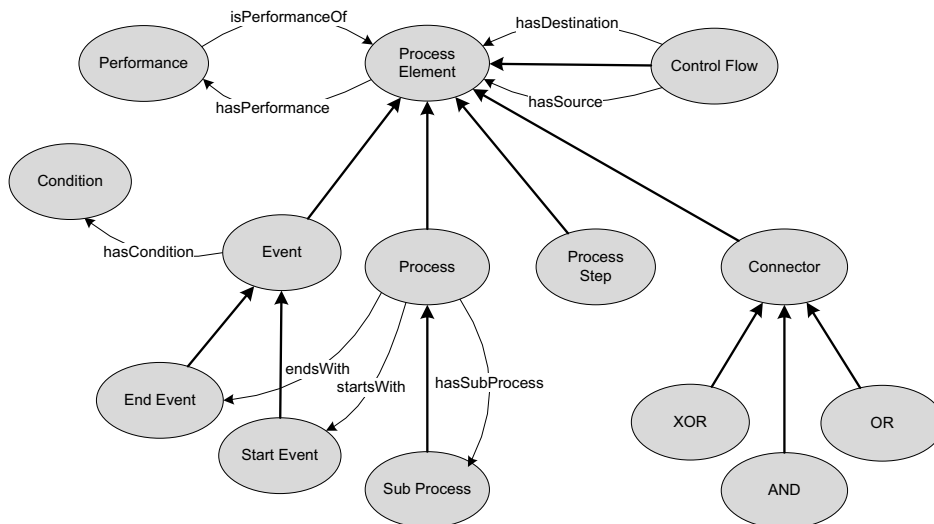 isPerformanceOf
hasDestination
Performance
Process
Element
Control Flow
hasPerformance
hasSource
Condition
hasCondition
Event
Process
Process
Step
Connector
endsWith
startsWith
hasSubProcess
End Event
XOR
OR
Start Event
Sub Process
AND